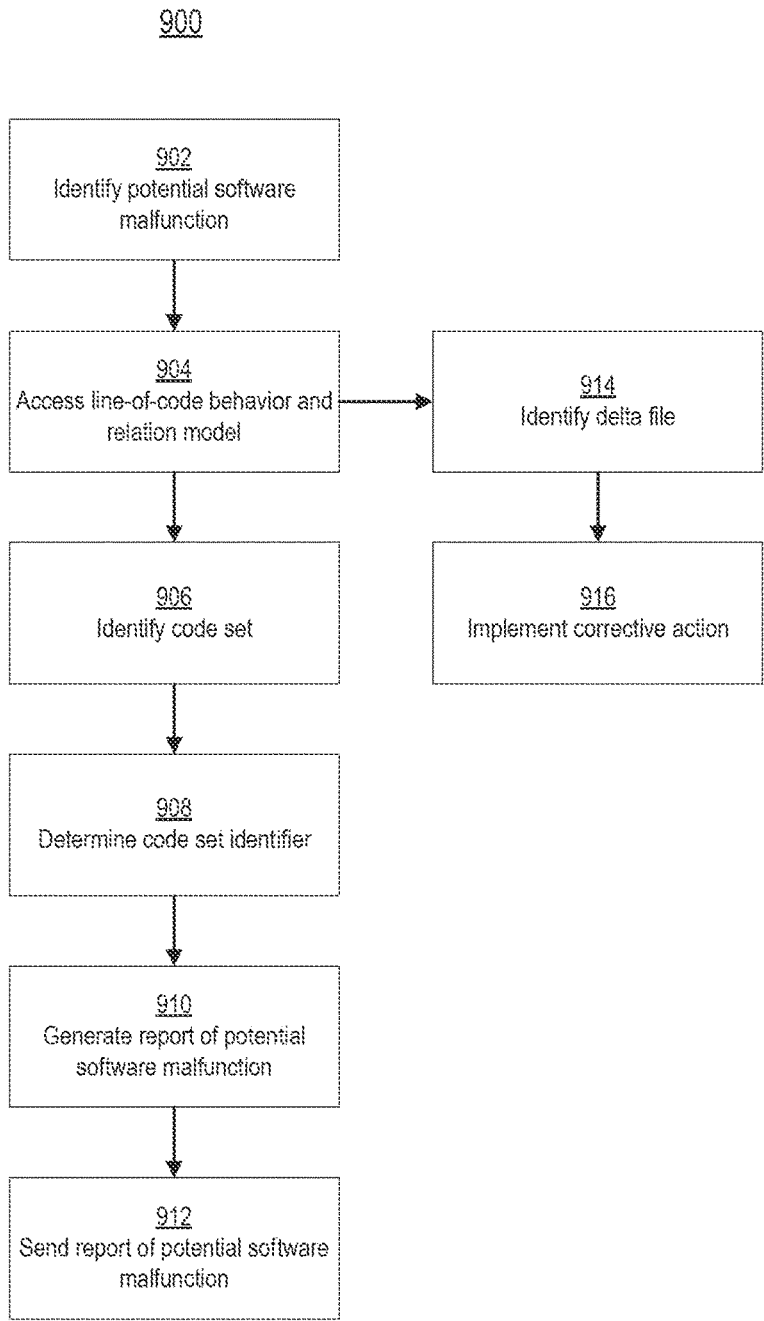 900
902
Identify potential software
malfunction
904
Access line-of-code behavior and
relation model
914
Identify delta file
906
Identify code set
916
Implement corrective action
908
Determine code set identifier
910
Generate report of potential
software malfunction
912
Send report of potential software
malfunction